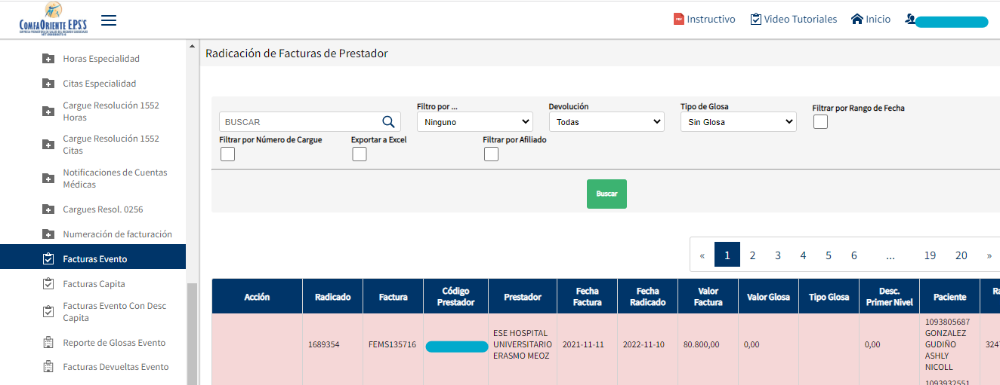 COMFAORIENTE EPS'S
Instructivo
Video Tutoriales
Inicio
Horas Especialidad
Citas Especialidad
Cargue Resolución 1552
Horas
Cargue Resolución 1552
Citas
Notificaciones de Cuentas
Médicas
Cargues Resol. 0256
Numeración de facturación
Facturas Evento
Facturas Capita
Facturas Evento Con Desc
Capita
Reporte de Glosas Evento
Facturas Devueltas Evento
Radicación de Facturas de Prestador
BUSCAR
Filtro por ...
Ninguno
Devolución
Todas
Tipo de Glosa
Sin Glosa
Filtrar por Rango de Fecha
Filtrar por Número de Cargue
Exportar a Excel
Filtrar por Afiliado
Buscar
« 1 2 3 4 5 6 ... 19 20 »
Acción
Radicado
Factura
Código
Prestador
Prestador
Fecha
Factura
Fecha
Radicado
Valor
Factura
Valor Glosa
Tipo Glosa
Desc.
Primer Nivel
Paciente
1689354
FEMS135716
ESE HOSPITAL
UNIVERSITARIO
ERASMO MEOZ
2021-11-11
2022-11-10
80.800,00
0,00
0,00
1093805687
GONZALEZ
GUDIÑO
ASHLY
NICOLL
1093932551